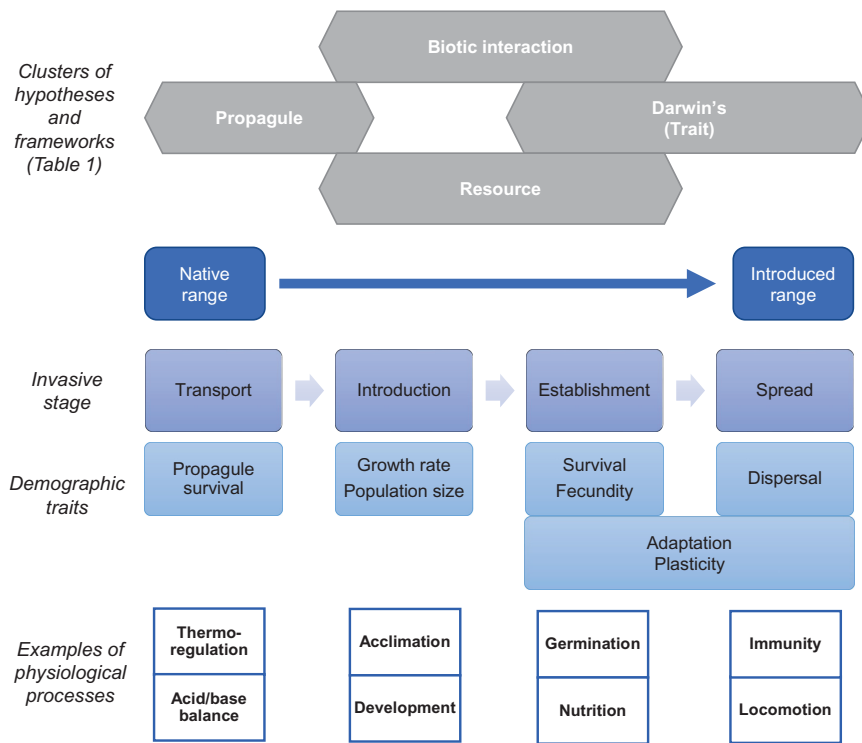 Clusters of
hypotheses
and
frameworks
(Table 1)
Biotic interaction
Propagule
Darwin's
(Trait)
Resource
Native
range
Introduced
range
Invasive
stage
Transport
Introduction
Establishment
Spread
Demographic
traits
Propagule
survival
Growth rate
Population size
Survival
Fecundity
Dispersal
Adaptation
Plasticity
Examples of
physiological
processes
Thermo-
regulation
Acclimation
Germination
Immunity
Acid/base
balance
Development
Nutrition
Locomotion